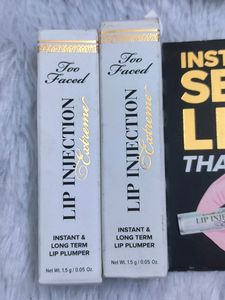 Too
Faced
LIP INJECTION
Extreme
INSTANT &
LONG TERM
LIP PLUMPER
Net Wt. 1.5 g / 0.05 Oz.
Too
Faced
LIP INJECTION
Extreme
INSTANT &
LONG TERM
LIP PLUMPER
Net Wt. 1.5 g / 0.05 Oz.
INST
SE
LI
THA
LIP INJE